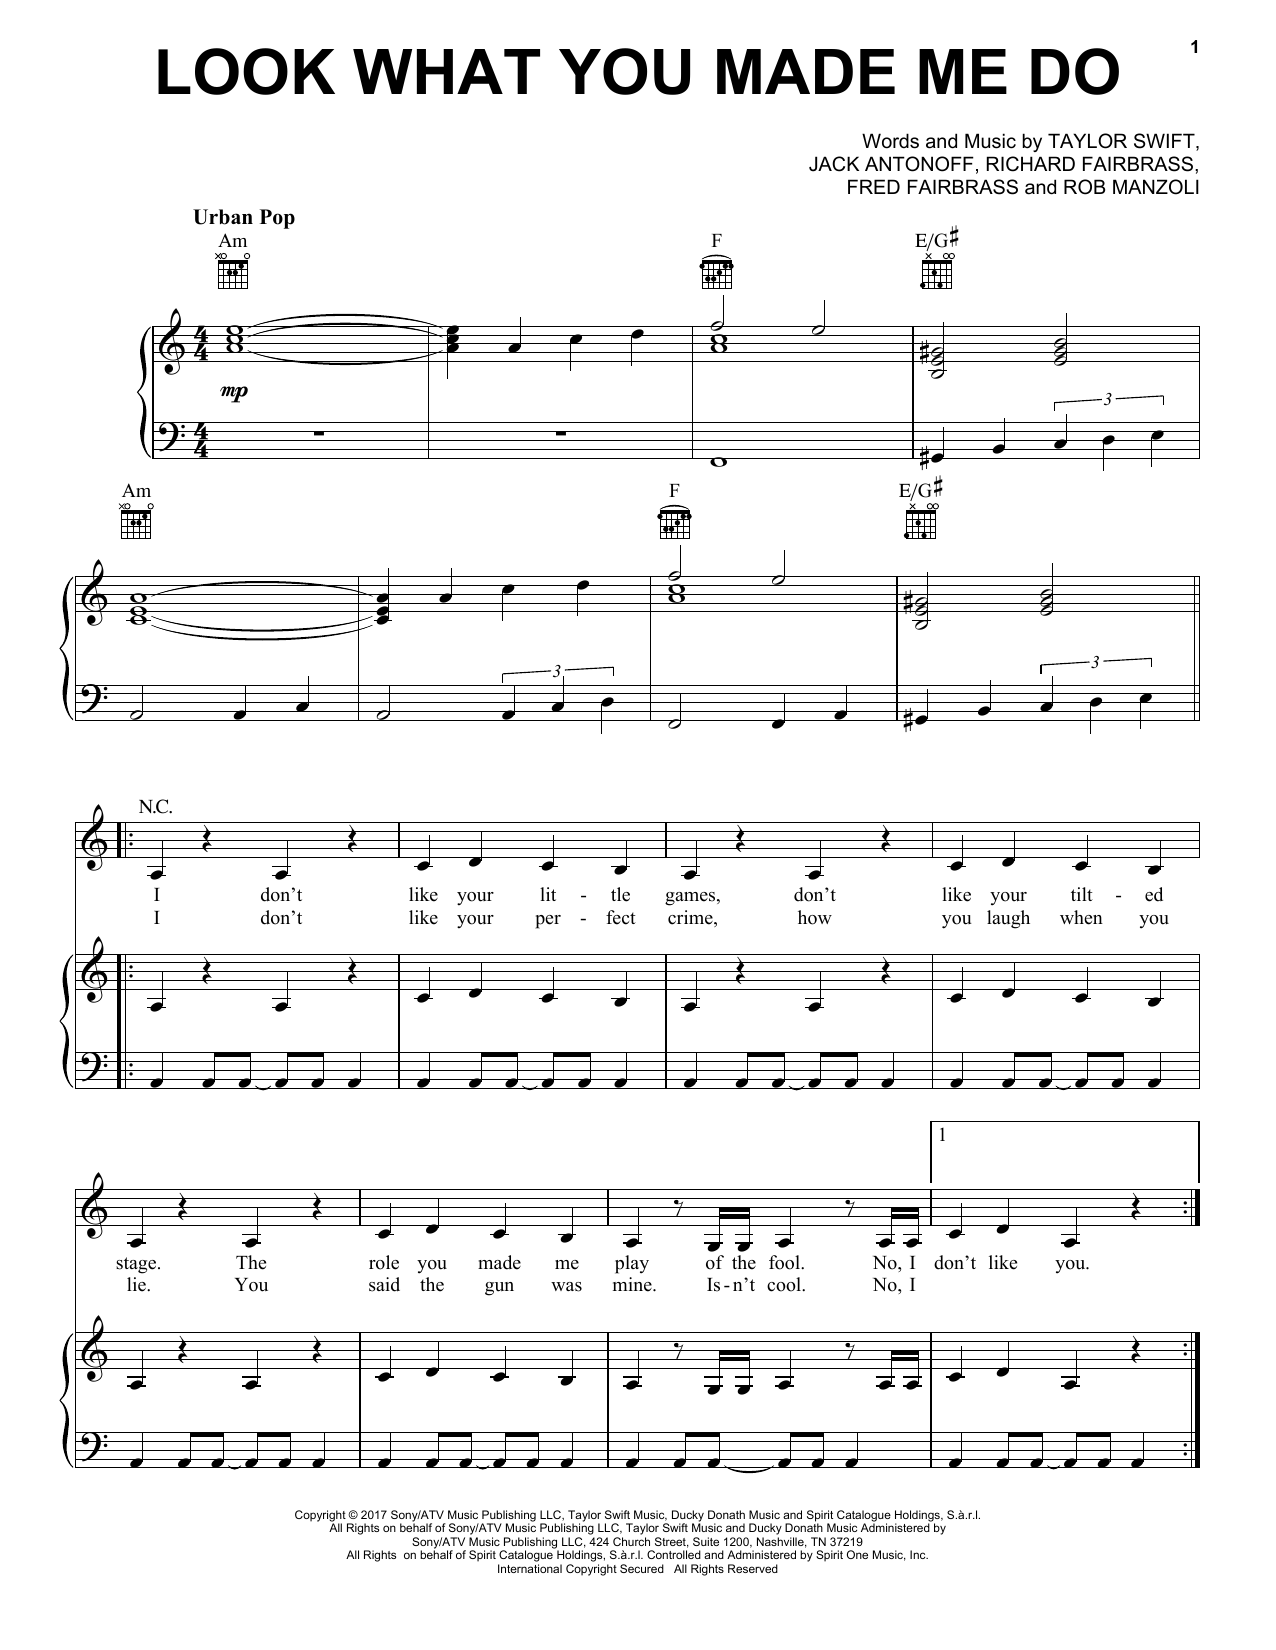 1
LOOK WHAT YOU MADE ME DO
Words and Music by TAYLOR SWIFT,
JACK ANTONOFF, RICHARD FAIRBRASS,
FRED FAIRBRASS and ROB MANZOLI
Urban Pop
Am F E/G♯
4 4
mp
3
4 4
Am F E/G♯
3 3
N.C.
I don't like your lit - tle games, don't like your tilt - ed
I don't like your per - fect crime, how you laugh when you
1
stage. The role you made me play of the fool. No, I don't like you.
lie. You said the gun was mine. Is - n't cool. No, I
Copyright © 2017 Sony/ATV Music Publishing LLC, Taylor Swift Music, Ducky Donath Music and Spirit Catalogue Holdings, S.à.r.l.
All Rights on behalf of Sony/ATV Music Publishing LLC, Taylor Swift Music and Ducky Donath Music Administered by
Sony/ATV Music Publishing LLC, 424 Church Street, Suite 1200, Nashville, TN 37219
All Rights on behalf of Spirit Catalogue Holdings, S.à.r.l. Controlled and Administered by Spirit One Music, Inc.
International Copyright Secured All Rights Reserved